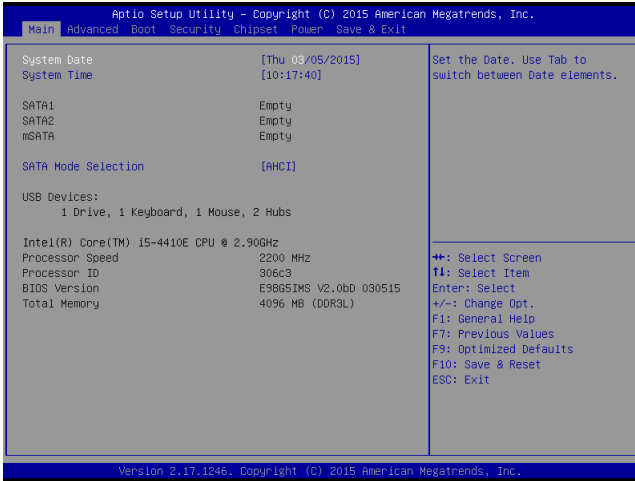 Aptio Setup Utility – Copyright (C) 2015 American Megatrends, Inc.
Main Advanced Boot Security Chipset Power Save & Exit
System Date [Thu 03/05/2015]
System Time [10:17:40]
SATA1 Empty
SATA2 Empty
mSATA Empty
SATA Mode Selection [AHCI]
USB Devices:
1 Drive, 1 Keyboard, 1 Mouse, 2 Hubs
Intel(R) Core(TM) i5-4410E CPU @ 2.90GHz
Processor Speed 2200 MHz
Processor ID 306c3
BIOS Version E98G5IMS V2.0bD 030515
Total Memory 4096 MB (DDR3L)
Set the Date. Use Tab to
switch between Date elements.
→←: Select Screen
↑↓: Select Item
Enter: Select
+/-: Change Opt.
F1: General Help
F7: Previous Values
F9: Optimized Defaults
F10: Save & Reset
ESC: Exit
Version 2.17.1246. Copyright (C) 2015 American Megatrends, Inc.